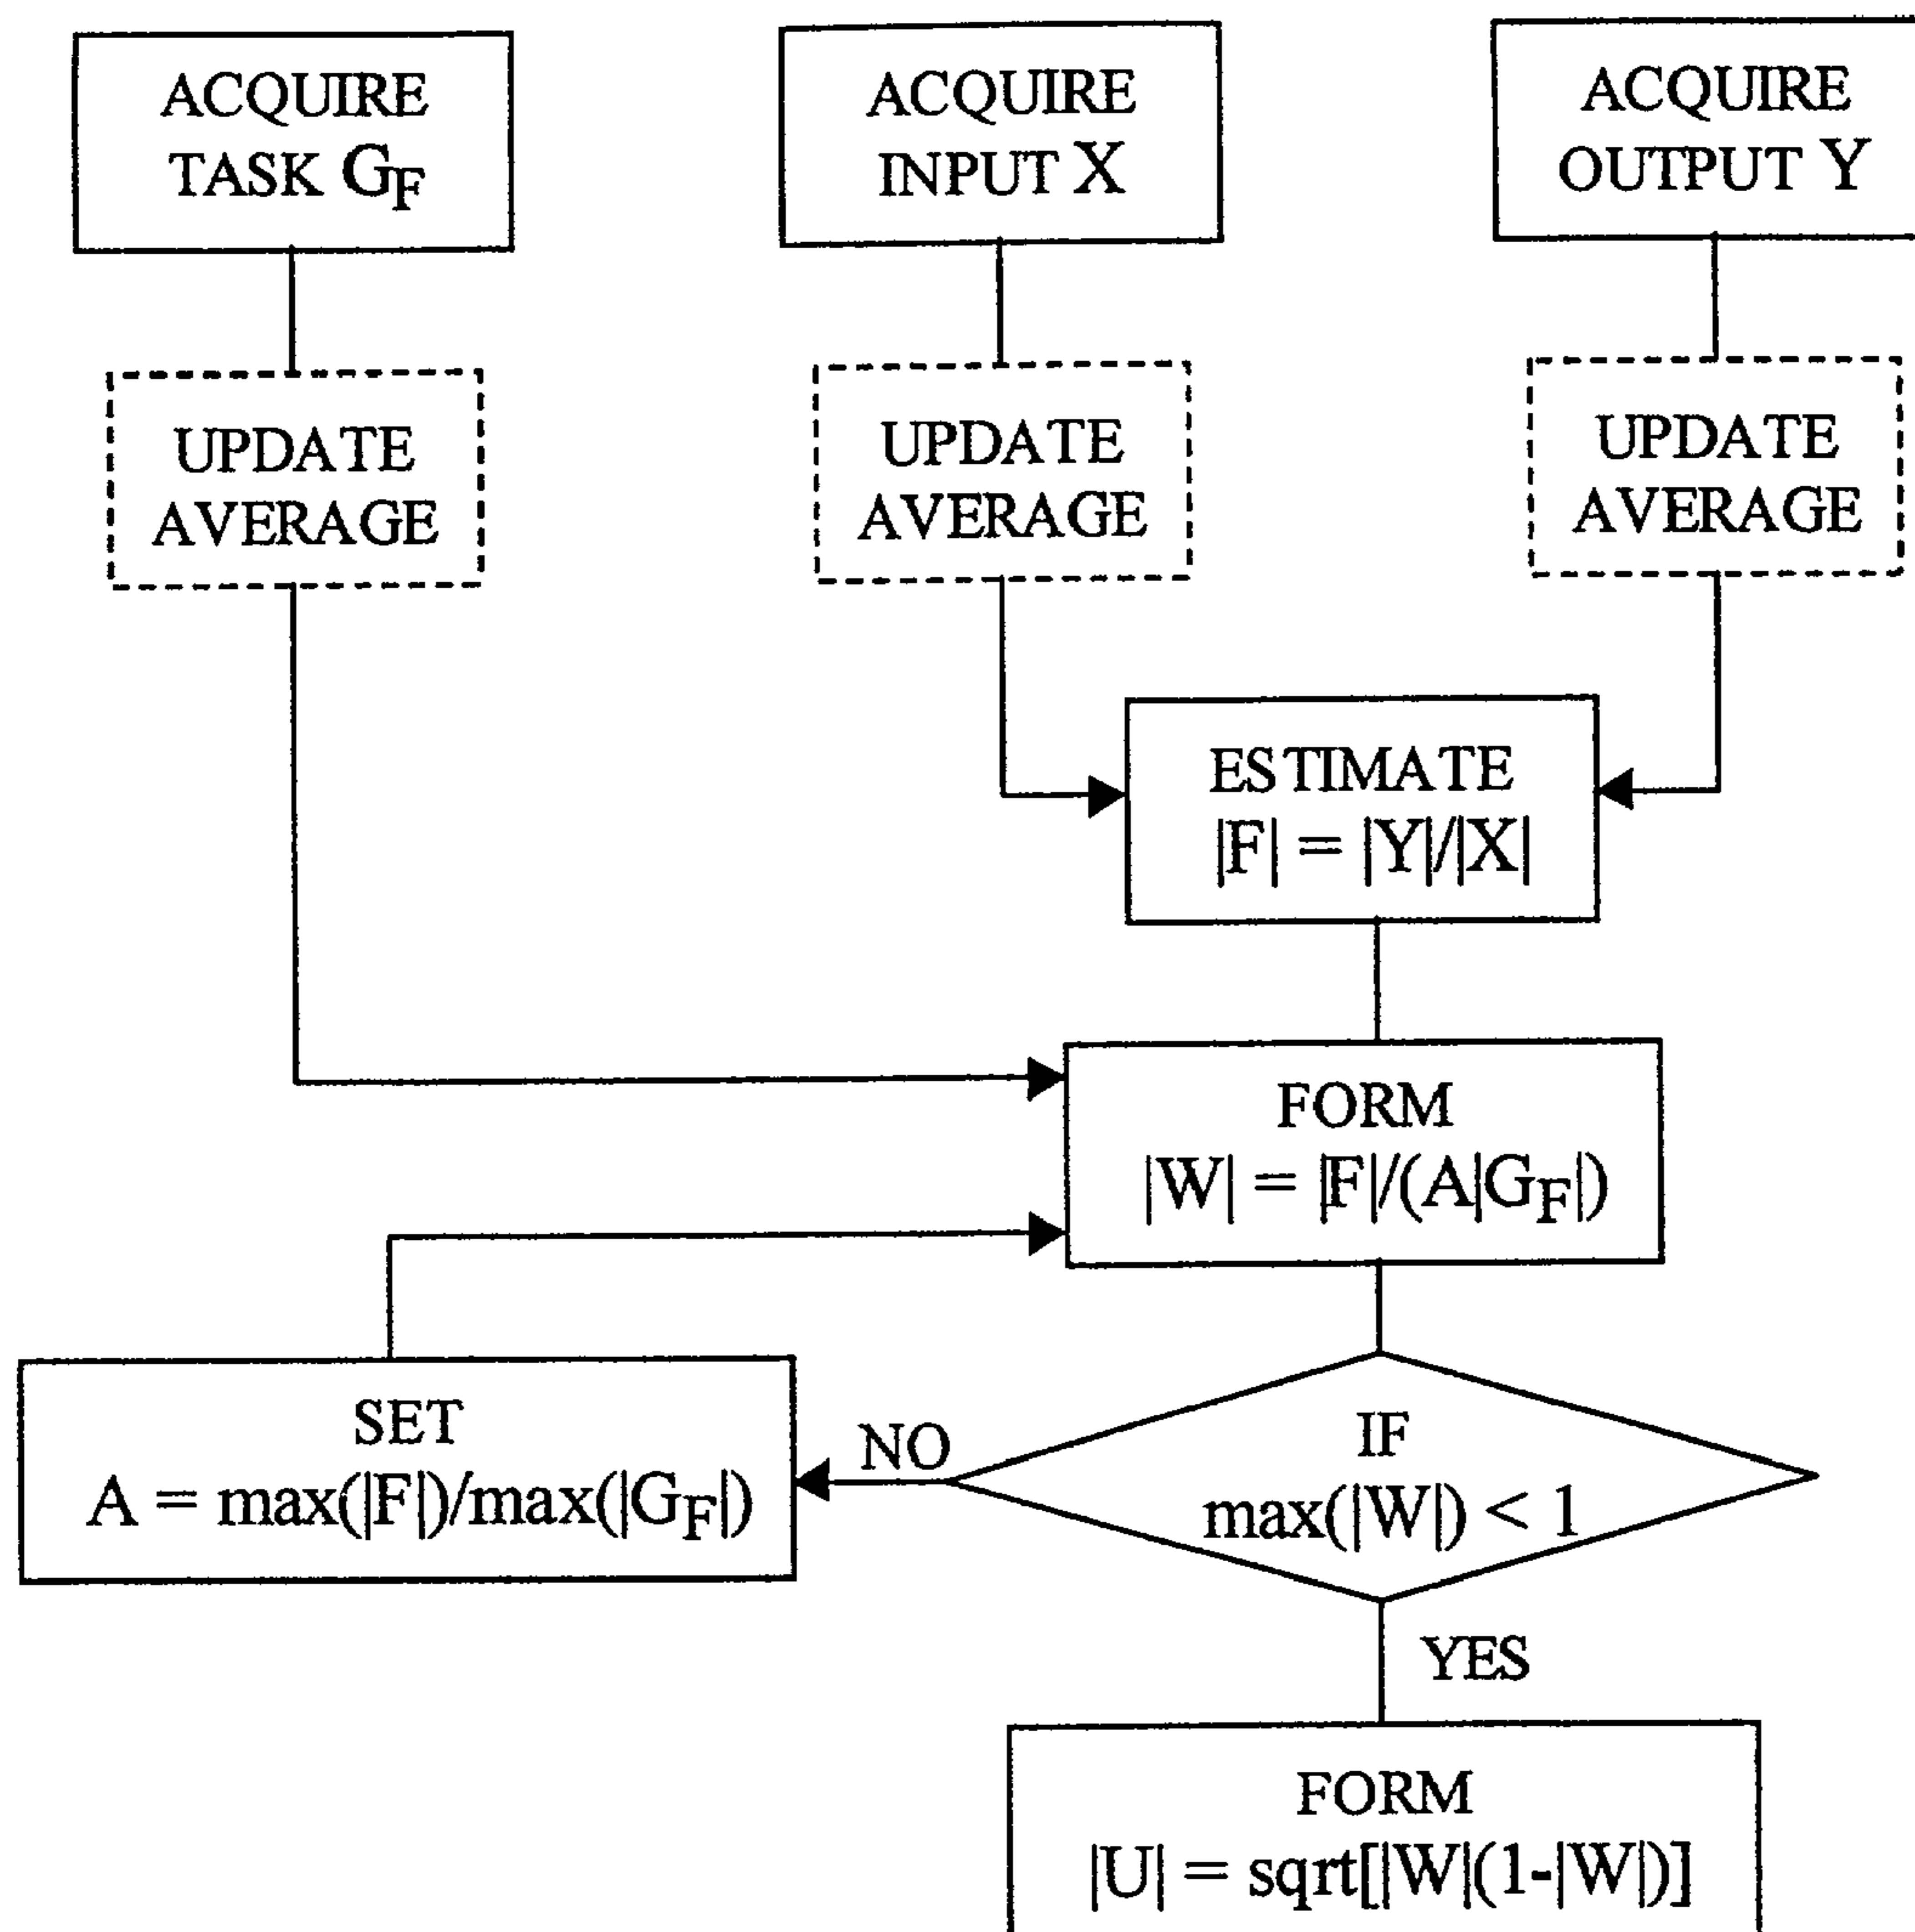 ACQUIRE
TASK GF
ACQUIRE
INPUT X
ACQUIRE
OUTPUT Y
UPDATE
AVERAGE
UPDATE
AVERAGE
UPDATE
AVERAGE
ESTIMATE
|F| = |Y|/|X|
FORM
|W| = |F|/(A|GF|)
SET
A = max(|F|)/max(|GF|)
NO
IF
max(|W|) < 1
YES
FORM
|U| = sqrt[|W|(1-|W|)]